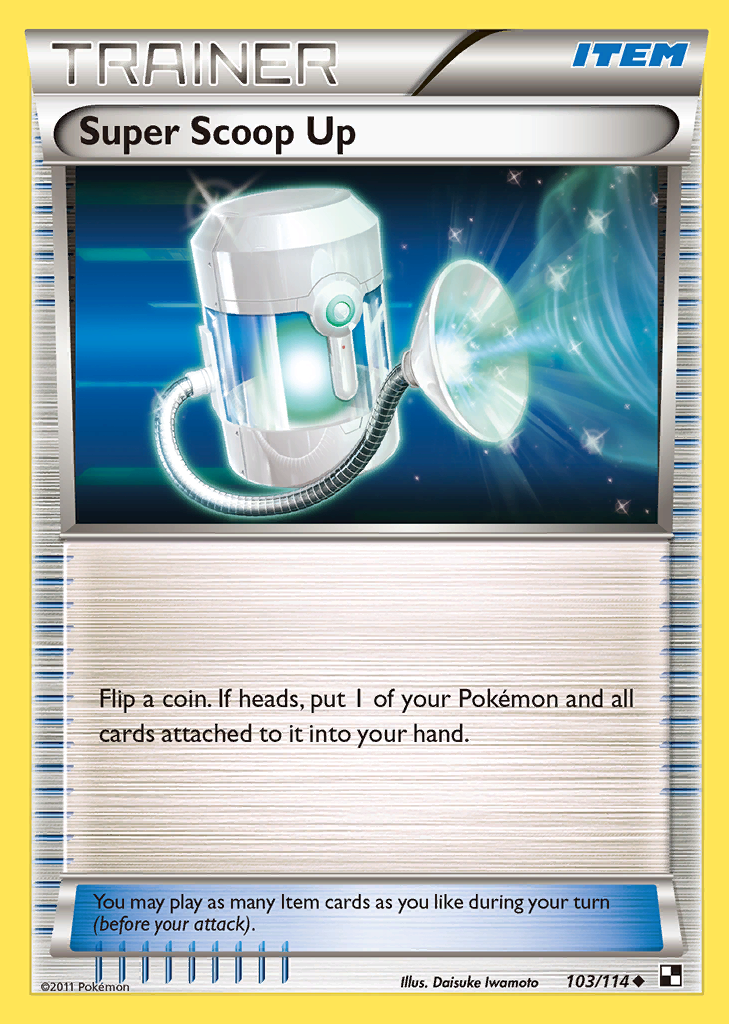 TRAINER
ITEM
Super Scoop Up
Flip a coin. If heads, put 1 of your Pokémon and all
cards attached to it into your hand.
You may play as many Item cards as you like during your turn
(before your attack).
©2011 Pokémon
Illus. Daisuke Iwamoto
103/114